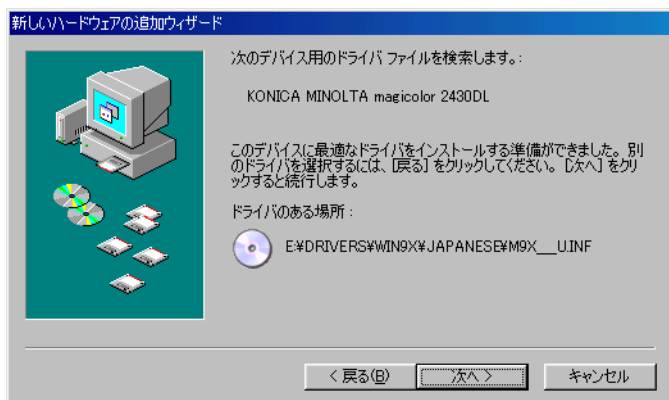 新しいハードウェアの追加ウィザード
次のデバイス用のドライバ ファイルを検索します。:
KONICA MINOLTA magicolor 2430DL
このデバイスに最適なドライバをインストールする準備ができました。別
のドライバを選択するには、[戻る] をクリックしてください。[次へ] をクリ
ックすると続行します。
ドライバのある場所:
E:¥DRIVERS¥WIN9X¥JAPANESE¥M9X__U.INF
< 戻る(B)
次へ >
キャンセル